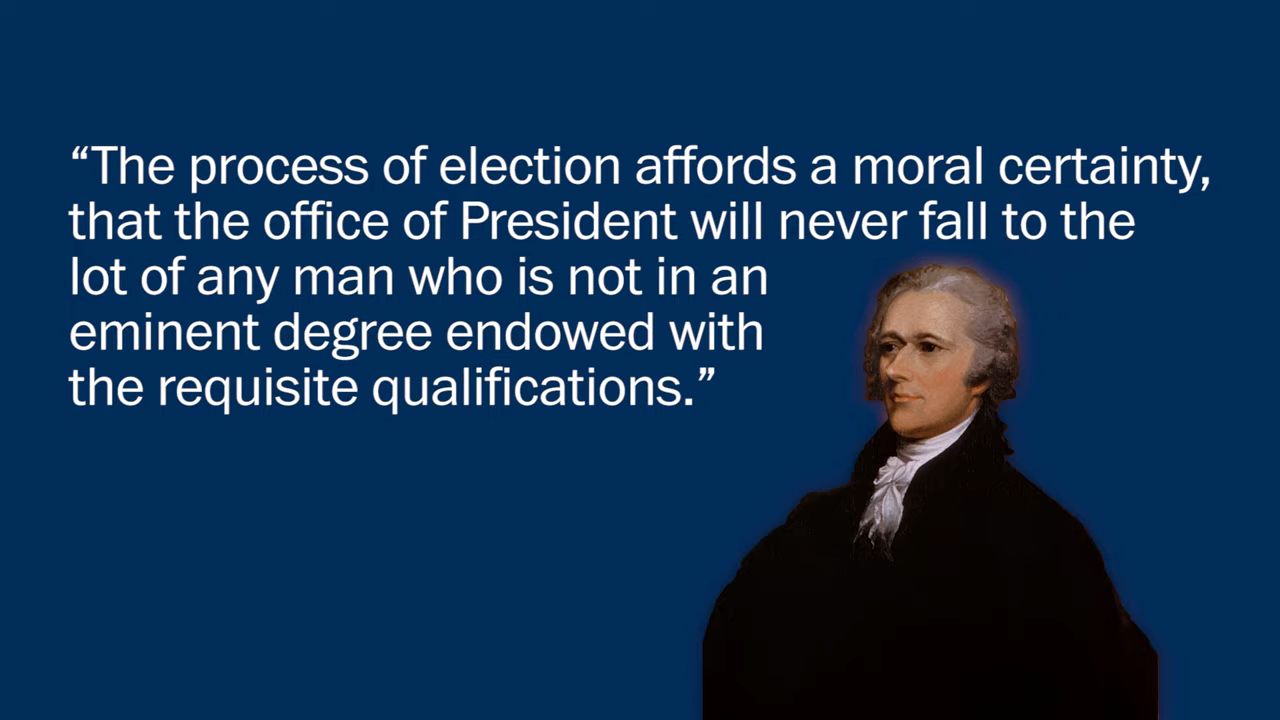 “The process of election affords a moral certainty,
that the office of President will never fall to the
lot of any man who is not in an
eminent degree endowed with
the requisite qualifications.”